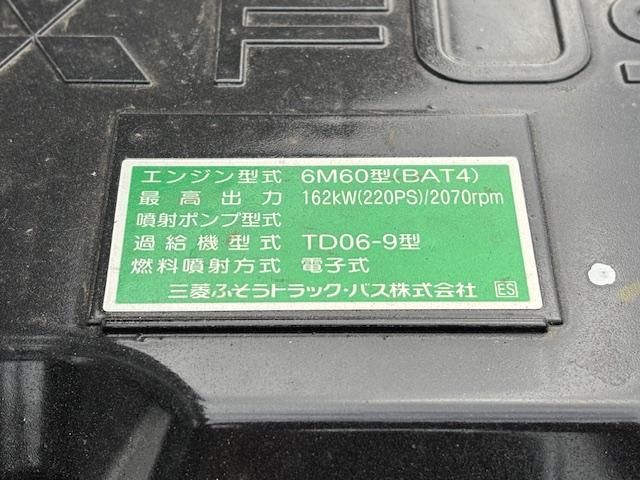 FUS
エンジン型式 6M60型(BAT4)
最高出力 162kW(220PS)/2070rpm
噴射ポンプ型式
過給機型式 TD06-9型
燃料噴射方式 電子式
三菱ふそうトラック・バス株式会社 ES